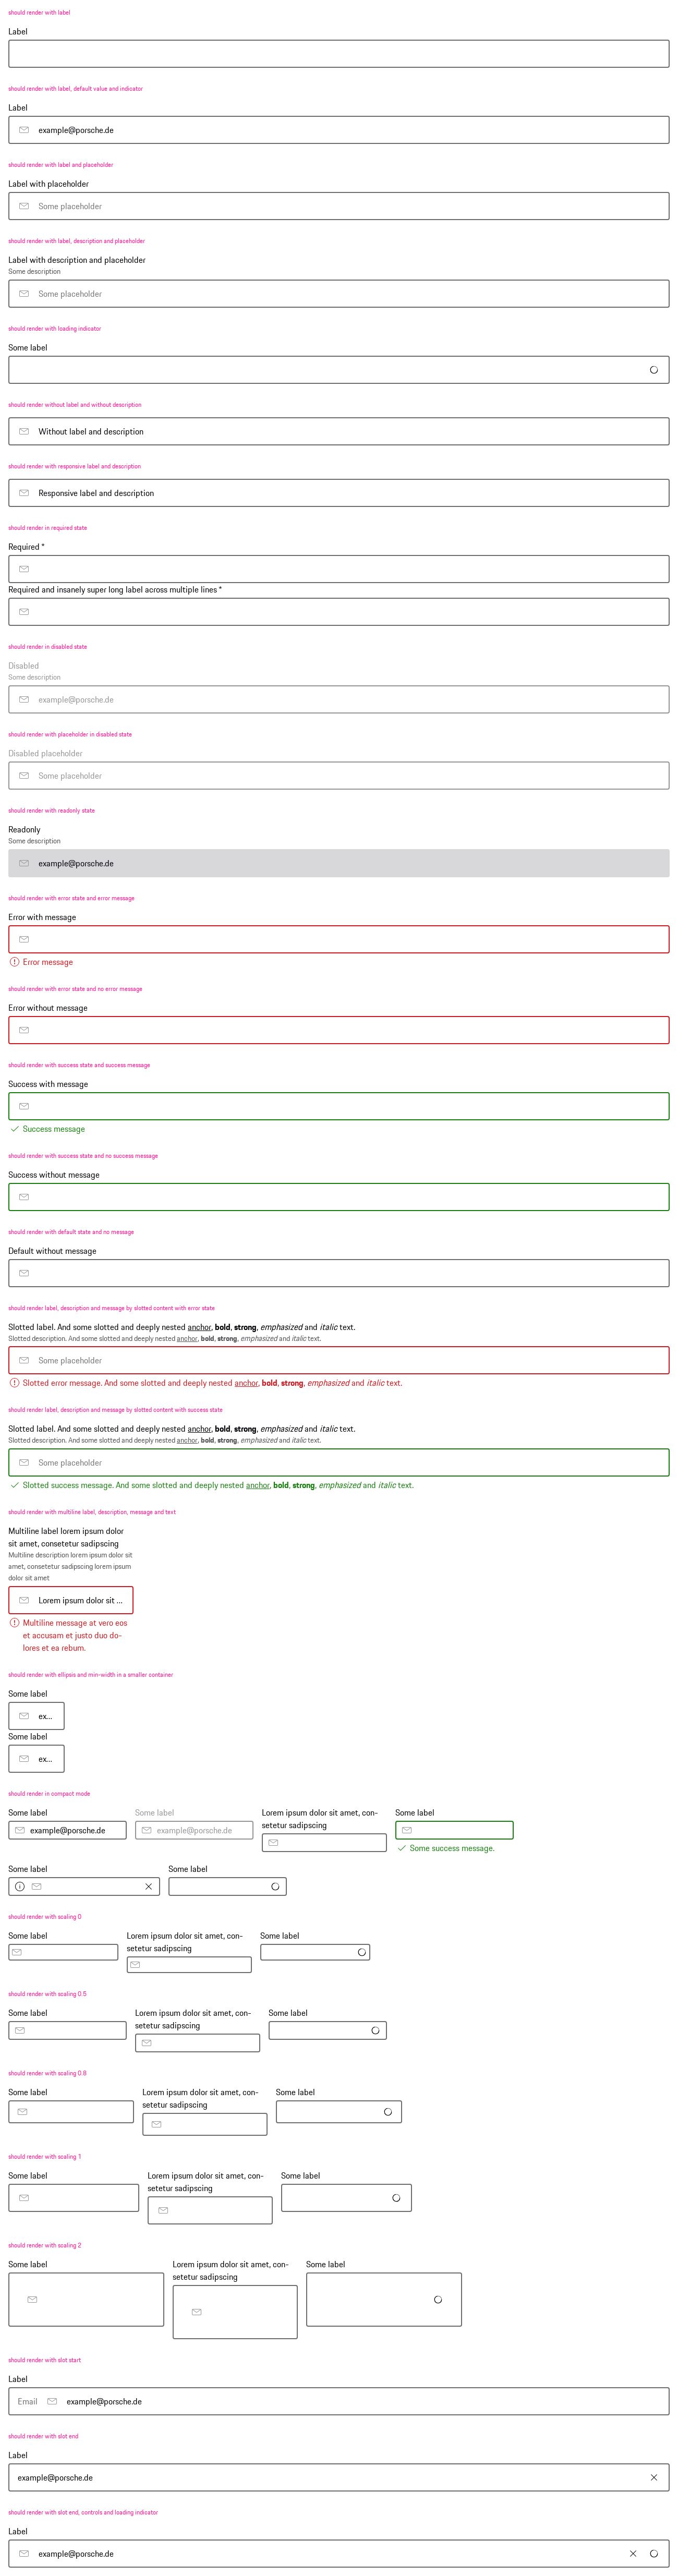 should render with label
Label
should render with label, default value and indicator
Label
example@porsche.de
should render with label and placeholder
Label with placeholder
Some placeholder
should render with label, description and placeholder
Label with description and placeholder
Some description
Some placeholder
should render with loading indicator
Some label
should render without label and without description
Without label and description
should render with responsive label and description
Responsive label and description
should render in required state
Required *
Required and insanely super long label across multiple lines *
should render in disabled state
Disabled
Some description
example@porsche.de
should render with placeholder in disabled state
Disabled placeholder
Some placeholder
should render with readonly state
Readonly
Some description
example@porsche.de
should render with error state and error message
Error with message
Error message
should render with error state and no error message
Error without message
should render with success state and success message
Success with message
Success message
should render with success state and no success message
Success without message
should render with default state and no message
Default without message
should render label, description and message by slotted content with error state
Slotted label. And some slotted and deeply nested anchor, bold, strong, emphasized and italic text.
Slotted description. And some slotted and deeply nested anchor, bold, strong, emphasized and italic text.
Some placeholder
Slotted error message. And some slotted and deeply nested anchor, bold, strong, emphasized and italic text.
should render label, description and message by slotted content with success state
Slotted label. And some slotted and deeply nested anchor, bold, strong, emphasized and italic text.
Slotted description. And some slotted and deeply nested anchor, bold, strong, emphasized and italic text.
Some placeholder
Slotted success message. And some slotted and deeply nested anchor, bold, strong, emphasized and italic text.
should render with multiline label, description, message and text
Multiline label lorem ipsum dolor
sit amet, consetetur sadipscing
Multiline description lorem ipsum dolor sit
amet, consetetur sadipscing lorem ipsum
dolor sit amet
Lorem ipsum dolor sit ...
Multiline message at vero eos
et accusam et justo duo do-
lores et ea rebum.
should render with ellipsis and min-width in a smaller container
Some label
ex...
Some label
ex...
should render in compact mode
Some label
example@porsche.de
Some label
example@porsche.de
Lorem ipsum dolor sit amet, con-
setetur sadipscing
Some label
Some success message.
Some label
Some label
should render with scaling 0
Some label
Lorem ipsum dolor sit amet, con-
setetur sadipscing
Some label
should render with scaling 0.5
Some label
Lorem ipsum dolor sit amet, con-
setetur sadipscing
Some label
should render with scaling 0.8
Some label
Lorem ipsum dolor sit amet, con-
setetur sadipscing
Some label
should render with scaling 1
Some label
Lorem ipsum dolor sit amet, con-
setetur sadipscing
Some label
should render with scaling 2
Some label
Lorem ipsum dolor sit amet, con-
setetur sadipscing
Some label
should render with slot start
Label
Email example@porsche.de
should render with slot end
Label
example@porsche.de
should render with slot end, controls and loading indicator
Label
example@porsche.de